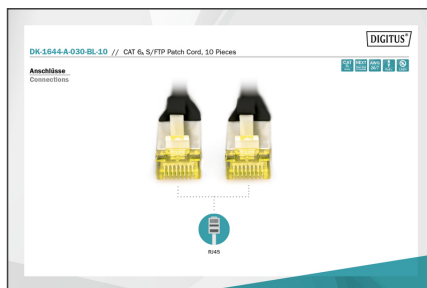 DIGITUS®
DK-1644-A-030-BL-10 // CAT 6A S/FTP Patch Cord, 10 Pieces
Anschlüsse
Connections
RJ45